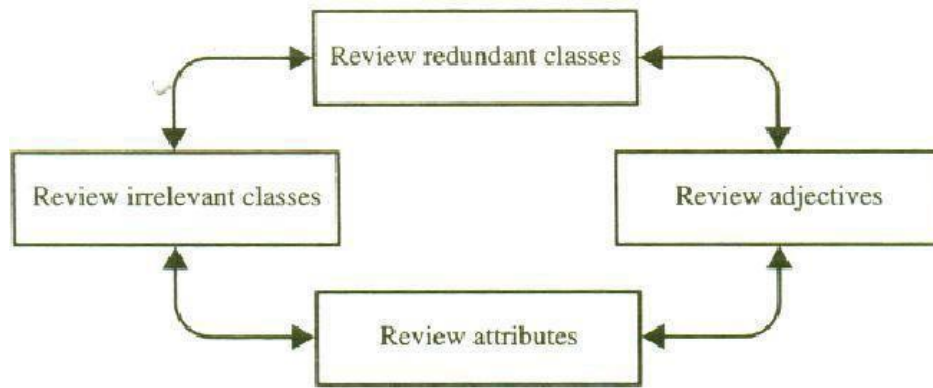 Review redundant classes
Review irrelevant classes
Review adjectives
Review attributes